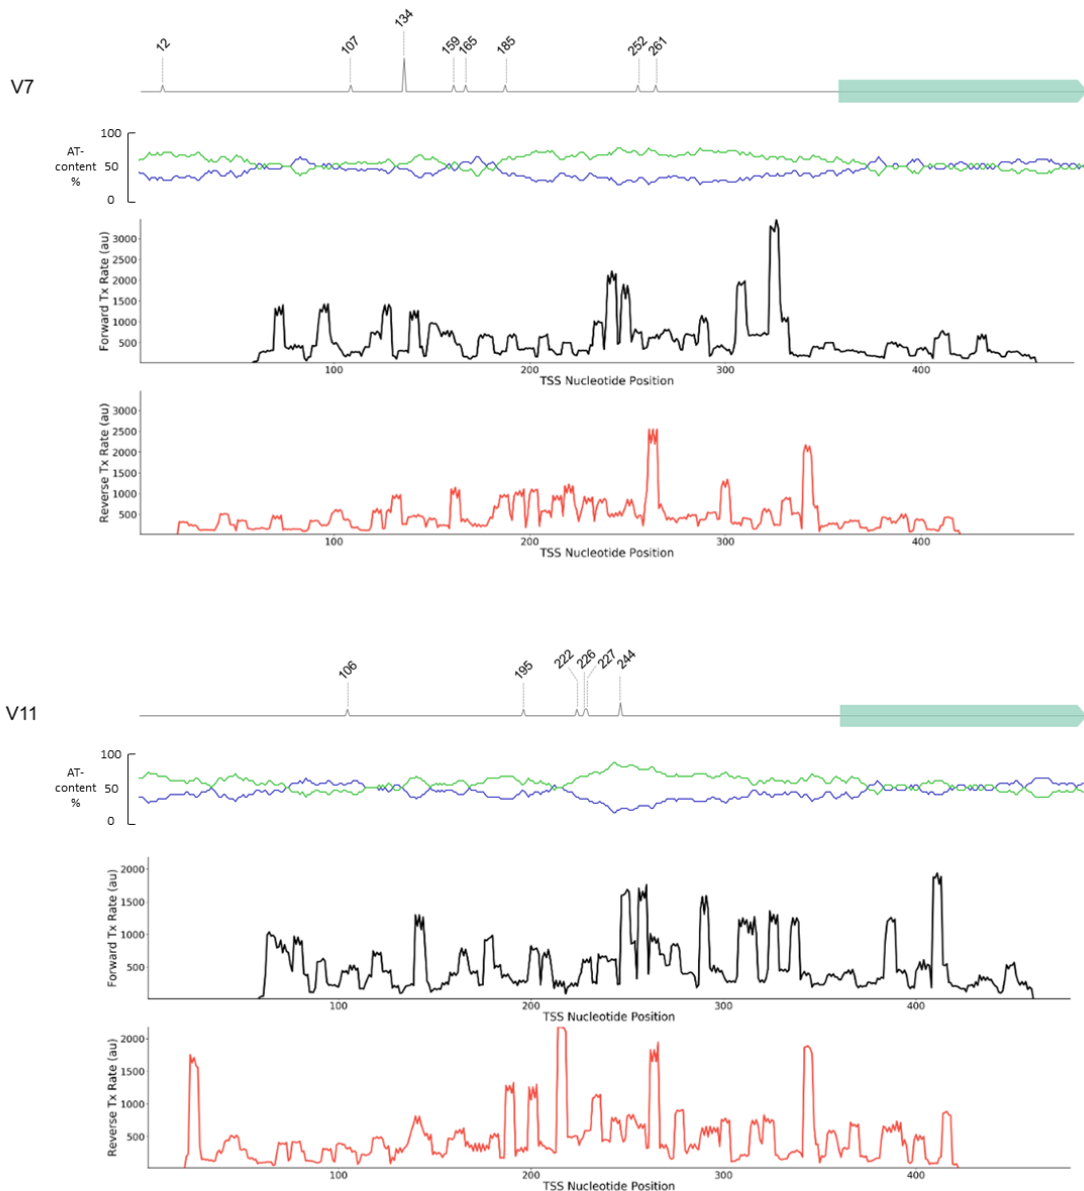 134
12 107 159 165 185 252 261
V7
AT-content %
100
50
0
Forward Tx Rate (au)
3000
2500
2000
1500
1000
500
100 200 300 400
TSS Nucleotide Position
Reverse Tx Rate (au)
3000
2500
2000
1500
1000
500
100 200 300 400
TSS Nucleotide Position
106 195 222 226 227 244
V11
AT-content %
100
50
0
Forward Tx Rate (au)
2000
1500
1000
500
100 200 300 400
TSS Nucleotide Position
Reverse Tx Rate (au)
2000
1500
1000
500
100 200 300 400
TSS Nucleotide Position